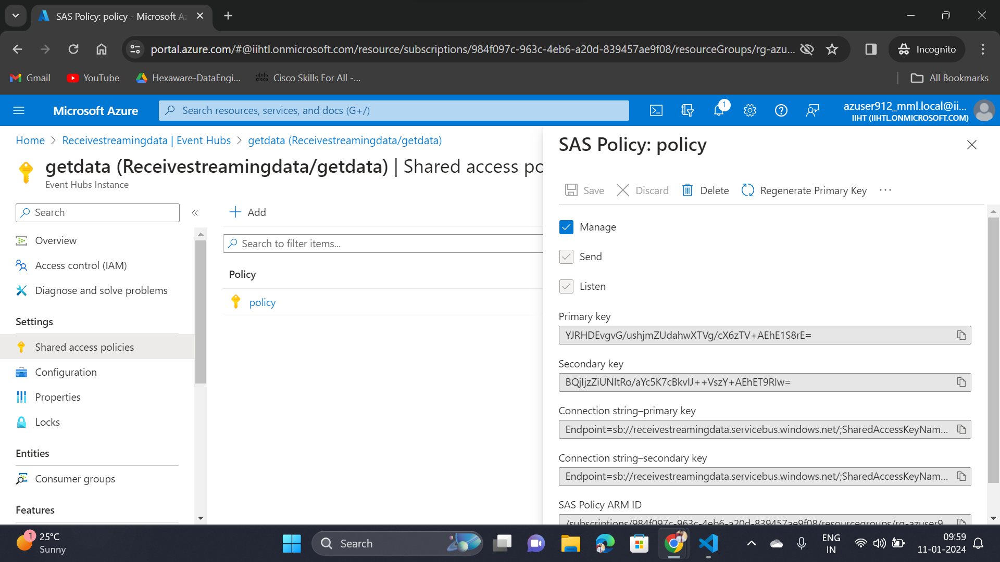 SAS Policy: policy - Microsoft Az
portal.azure.com/#@iihtl.onmicrosoft.com/resource/subscriptions/984f097c-963c-4eb6-a20d-839457ae9f08/resourceGroups/rg-azu...
Incognito
Gmail
YouTube
Hexaware-DataEngi...
Cisco Skills For All -...
All Bookmarks
Microsoft Azure
Search resources, services, and docs (G+/)
1
azuser912_mml.local@ii...
IIHT (IIHTL.ONMICROSOFT.COM)
Home > Receivestreamingdata | Event Hubs > getdata (Receivestreamingdata/getdata)
getdata (Receivestreamingdata/getdata) | Shared access po
Event Hubs Instance
Search
«
Overview
Access control (IAM)
Diagnose and solve problems
Settings
Shared access policies
Configuration
Properties
Locks
Entities
Consumer groups
Features
Add
Search to filter items...
Policy
policy
SAS Policy: policy
Save
Discard
Delete
Regenerate Primary Key
...
Manage
Send
Listen
Primary key
YJRHDEvgvG/ushjmZUdahwXTVg/cX6zTV+AEhE1S8rE=
Secondary key
BQjIjzZiUNltRo/aYc5K7cBkvIJ++VszY+AEhET9Rlw=
Connection string–primary key
Endpoint=sb://receivestreamingdata.servicebus.windows.net/;SharedAccessKeyNam...
Connection string–secondary key
Endpoint=sb://receivestreamingdata.servicebus.windows.net/;SharedAccessKeyNam...
SAS Policy ARM ID
/subscriptions/984f097c-963c-4eb6-a20d-839457ae9f08/resourcegroups/rg-azuser9...
1
25°C
Sunny
Search
ENG
IN
09:59
11-01-2024